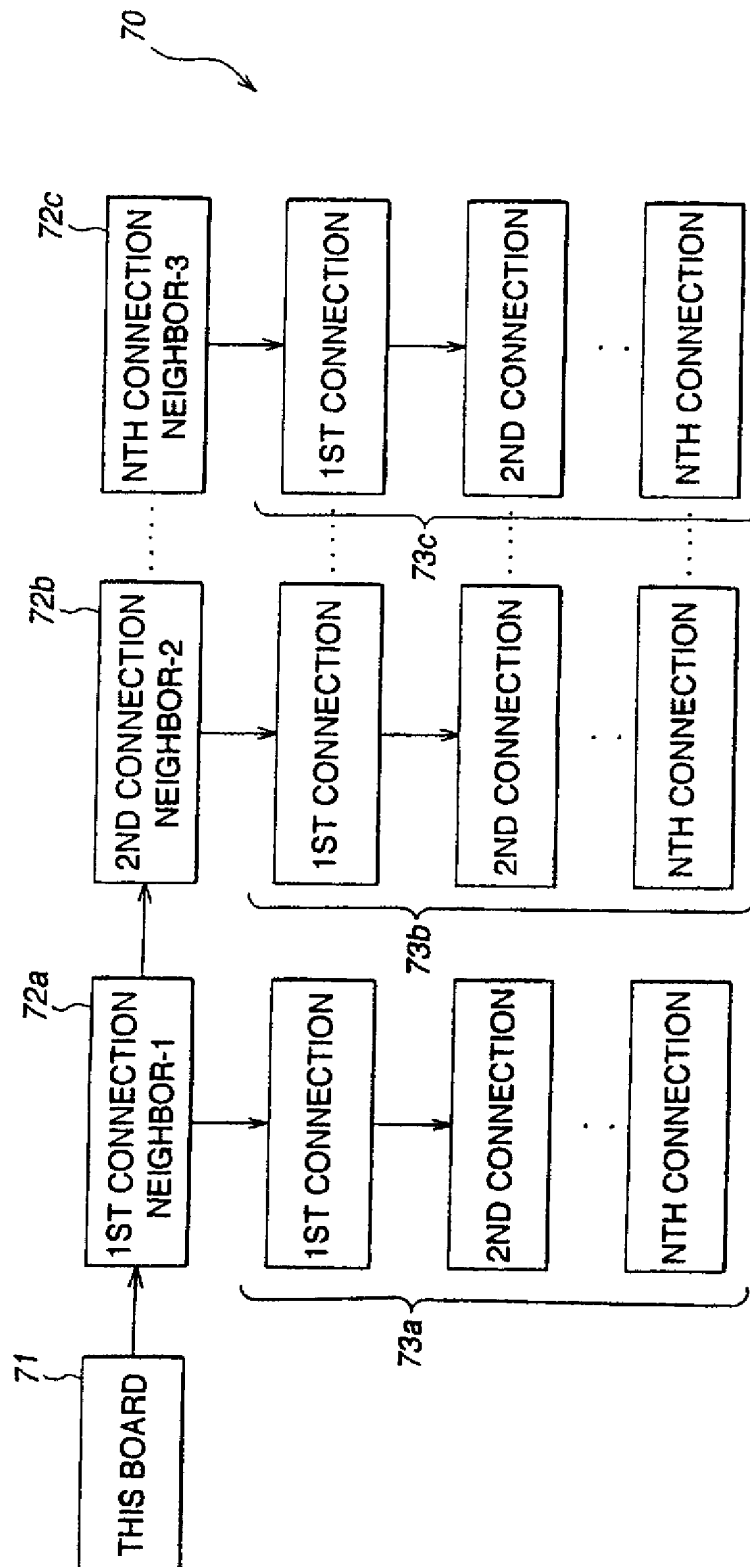 70
71
THIS BOARD
72a
1ST CONNECTION
NEIGHBOR-1
72b
2ND CONNECTION
NEIGHBOR-2
.....
72c
NTH CONNECTION
NEIGHBOR-3
73a
1ST CONNECTION
2ND CONNECTION
. .
NTH CONNECTION
73b
1ST CONNECTION
2ND CONNECTION
. .
NTH CONNECTION
.....
.....
.....
73c
1ST CONNECTION
2ND CONNECTION
. .
NTH CONNECTION